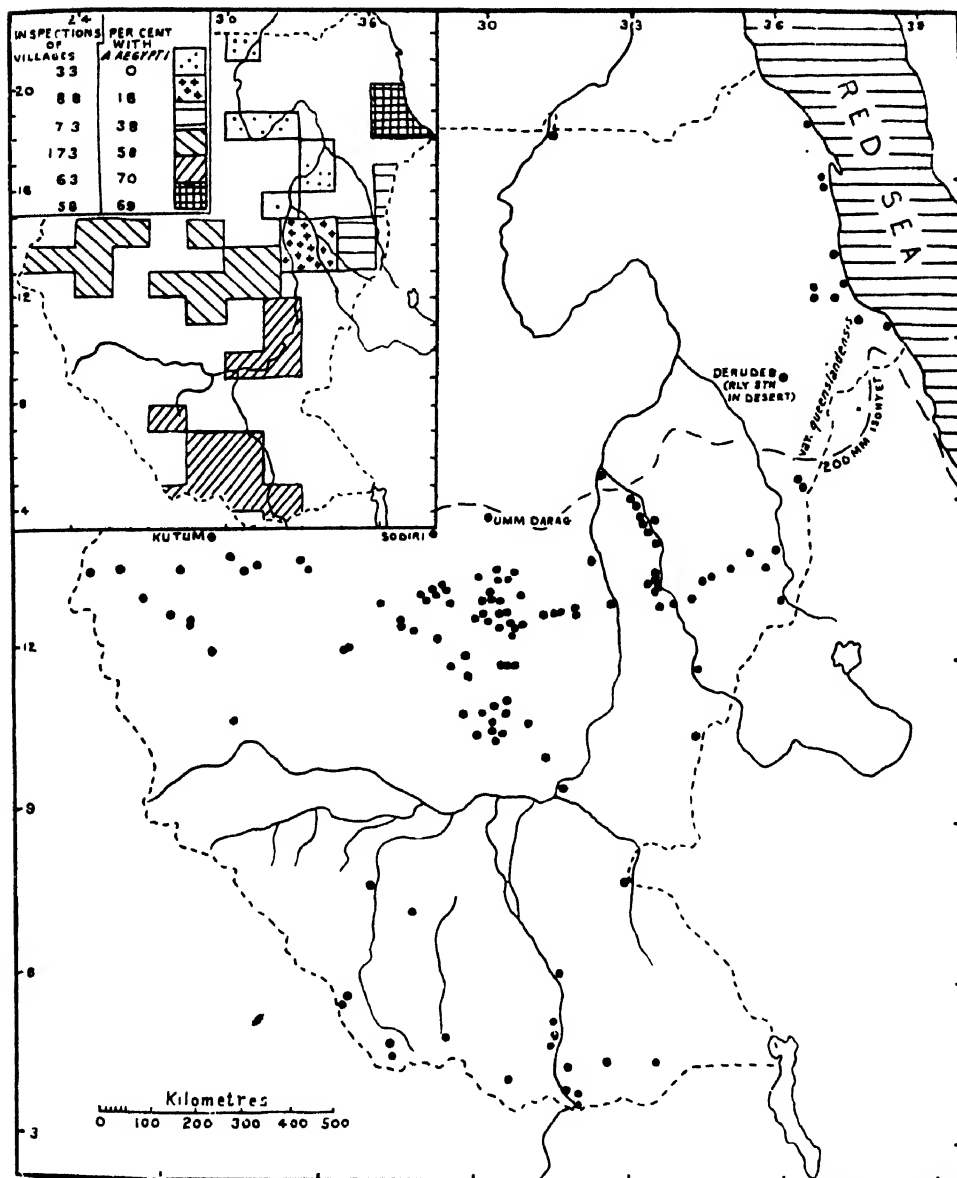 24 30 36
INSPECTIONS OF VILLAGES PER CENT WITH A AEGYPTI
33 0
88 18
73 38
173 58
63 70
58 69
20
16
12
8
4
30 33 36 39
RED SEA
DERUDEB
(RLY STN
IN DESERT)
var. queenslandensis
200 MM ISOHYET
UMM DARAG
KUTUM
SODIRI
12
9
6
3
Kilometres
0 100 200 300 400 500